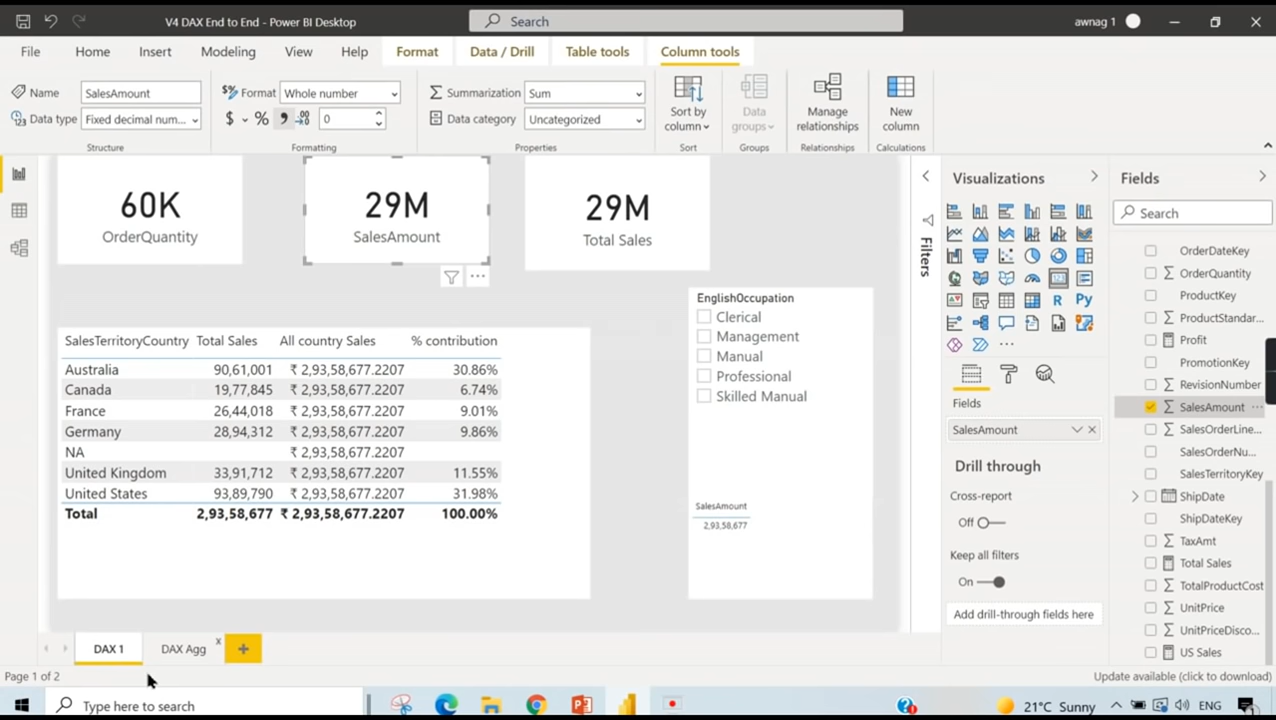 V4 DAX End to End - Power BI Desktop
Search
awnag 1
File Home Insert Modeling View Help Format Data / Drill Table tools Column tools
Name SalesAmount
Format Whole number
Summarization Sum
Data type Fixed decimal num...
$ % 0
Data category Uncategorized
Sort by column
Data groups
Manage relationships
New column
Structure Formatting Properties Sort Groups Relationships Calculations
60K
OrderQuantity
29M
SalesAmount
29M
Total Sales
SalesTerritoryCountry Total Sales All country Sales % contribution
Australia 90,61,001 ₹ 2,93,58,677.2207 30.86%
Canada 19,77,845 ₹ 2,93,58,677.2207 6.74%
France 26,44,018 ₹ 2,93,58,677.2207 9.01%
Germany 28,94,312 ₹ 2,93,58,677.2207 9.86%
NA ₹ 2,93,58,677.2207
United Kingdom 33,91,712 ₹ 2,93,58,677.2207 11.55%
United States 93,89,790 ₹ 2,93,58,677.2207 31.98%
Total 2,93,58,677 ₹ 2,93,58,677.2207 100.00%
EnglishOccupation
Clerical
Management
Manual
Professional
Skilled Manual
SalesAmount
2,93,58,677
Filters
Visualizations
R Py
Fields
SalesAmount
Drill through
Cross-report
Off
Keep all filters
On
Add drill-through fields here
Fields
Search
OrderDateKey
OrderQuantity
ProductKey
ProductStandar...
Profit
PromotionKey
RevisionNumber
SalesAmount
SalesOrderLine...
SalesOrderNu...
SalesTerritoryKey
ShipDate
ShipDateKey
TaxAmt
Total Sales
TotalProductCost
UnitPrice
UnitPriceDisco...
US Sales
DAX 1 DAX Agg
Page 1 of 2
Update available (click to download)
Type here to search
21°C Sunny ENG